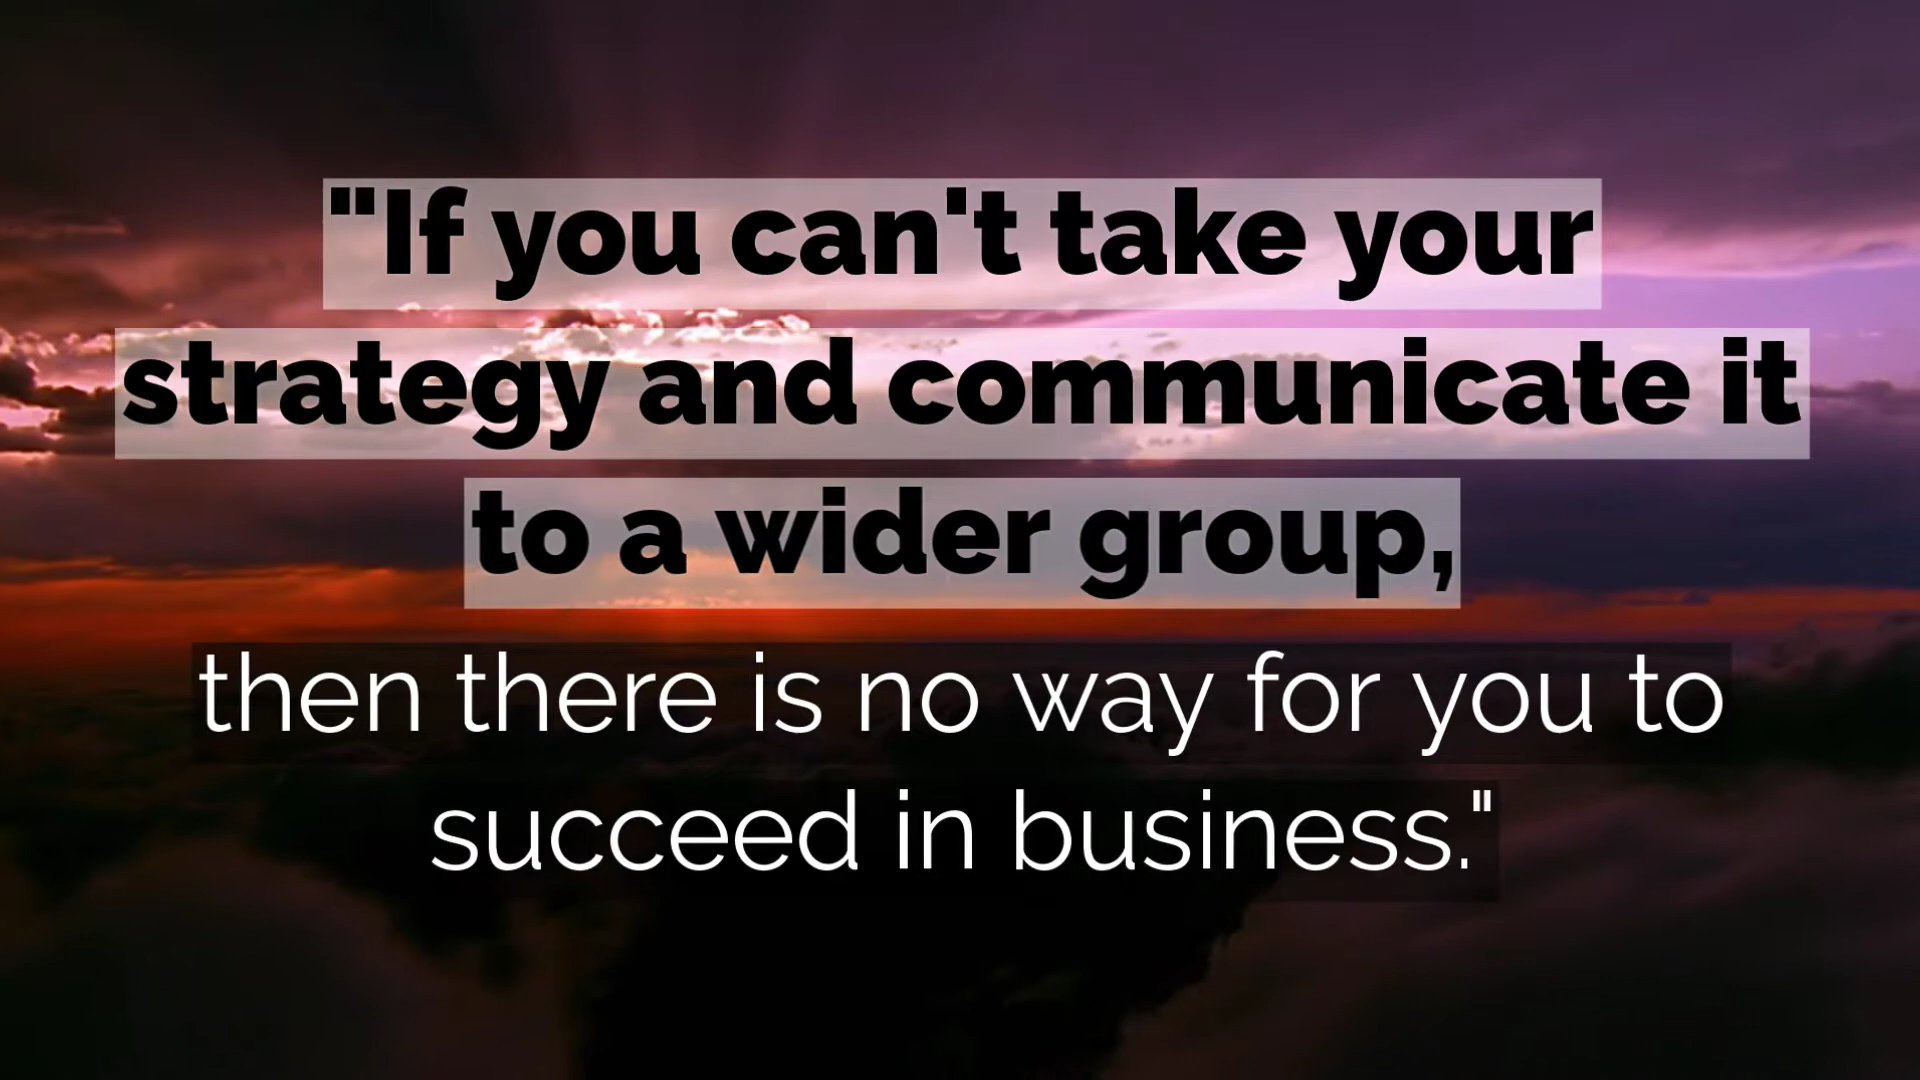 "If you can't take your
strategy and communicate it
to a wider group,
then there is no way for you to
succeed in business."